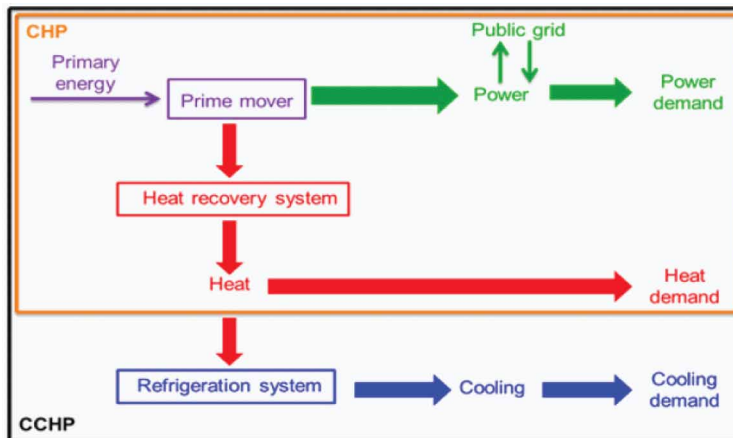 CHP
Public grid
Primary
energy
Prime mover
Power
Power
demand
Heat recovery system
Heat
Heat
demand
Refrigeration system
Cooling
Cooling
demand
CCHP